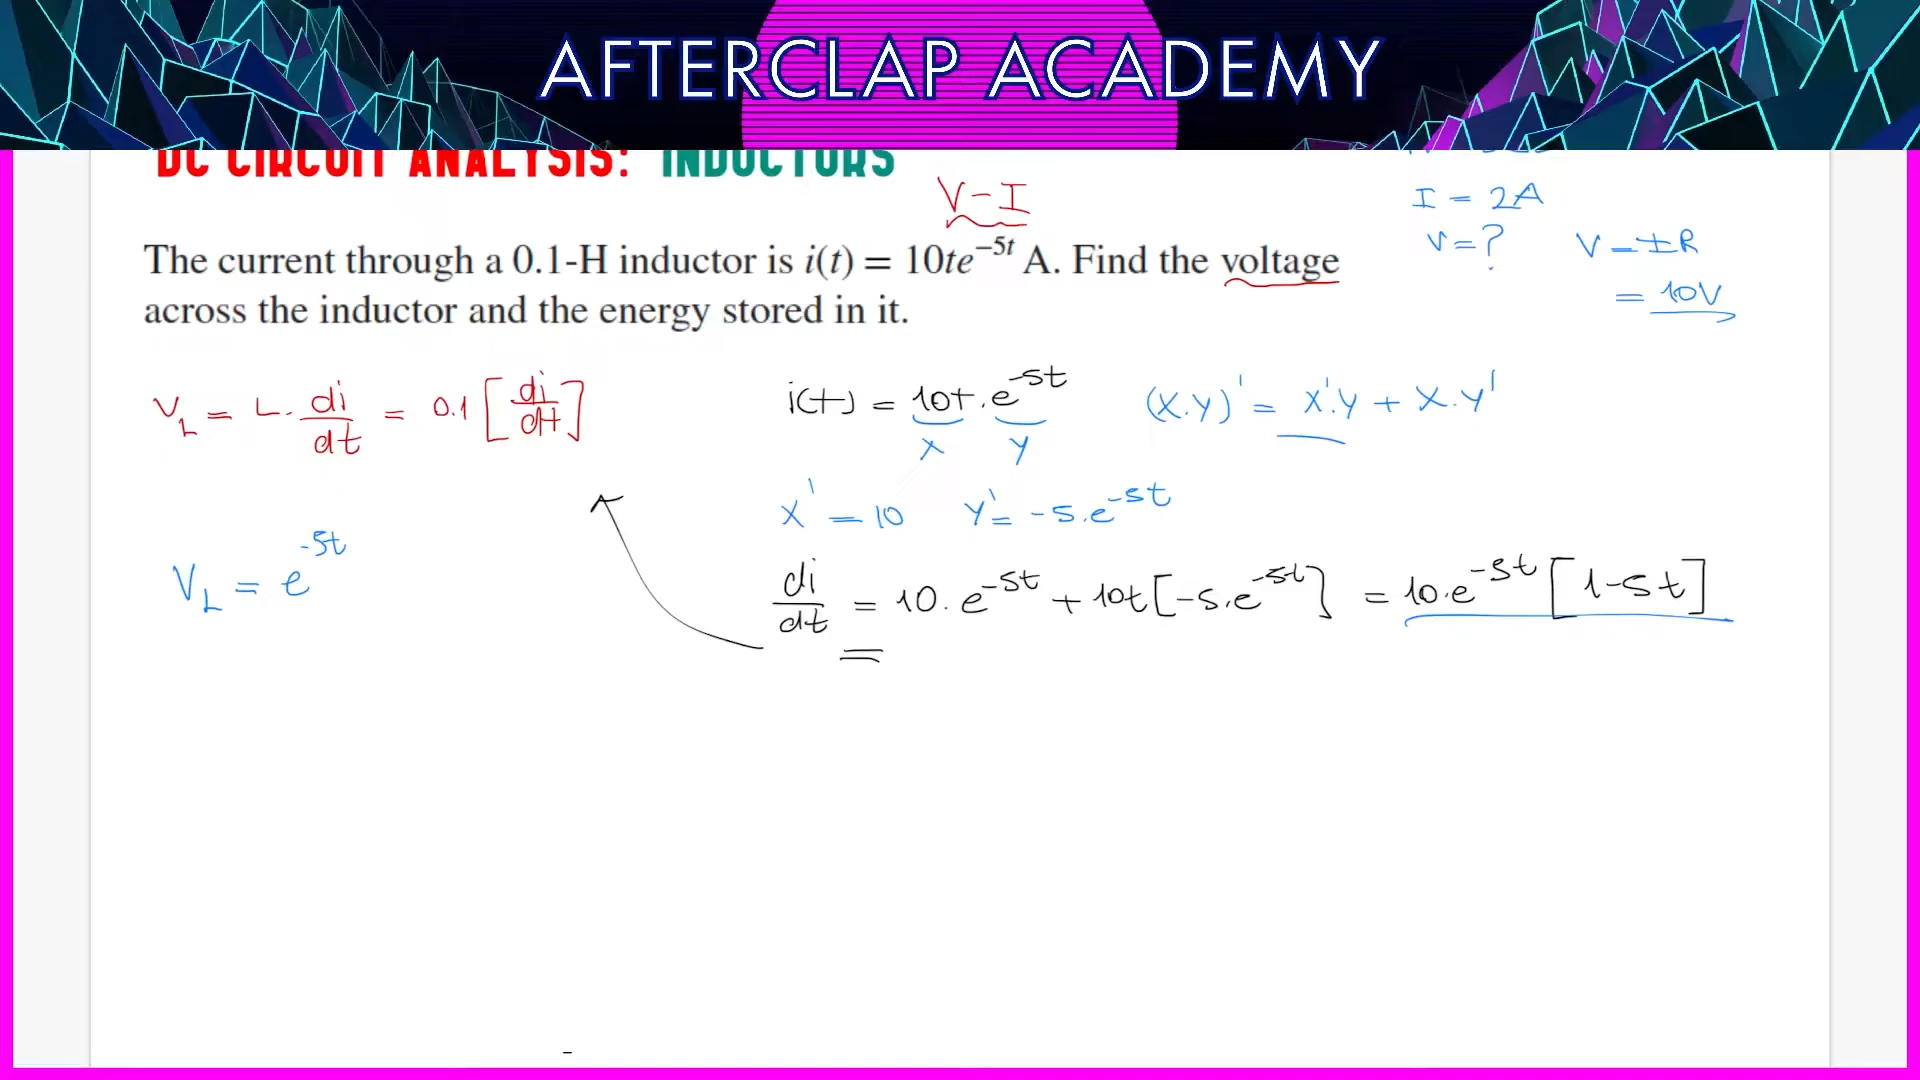 AFTERCLAP ACADEMY
DC CIRCUIT ANALYSIS: INDUCTORS
V-I
I = 2A
V = ?
V = IR
= 10V
The current through a 0.1-H inductor is i(t) = 10te^{-5t} A. Find the voltage
across the inductor and the energy stored in it.
V_L = L. di/dt = 0.1 [di/dt]
i(t) = 10t.e^{-5t}
X Y
(X.Y)' = X'.Y + X.Y'
X' = 10 Y' = -5.e^{-5t}
V_L = e^{-5t}
di/dt = 10.e^{-5t} + 10t[-5.e^{-5t}] = 10.e^{-5t} [1-5t]